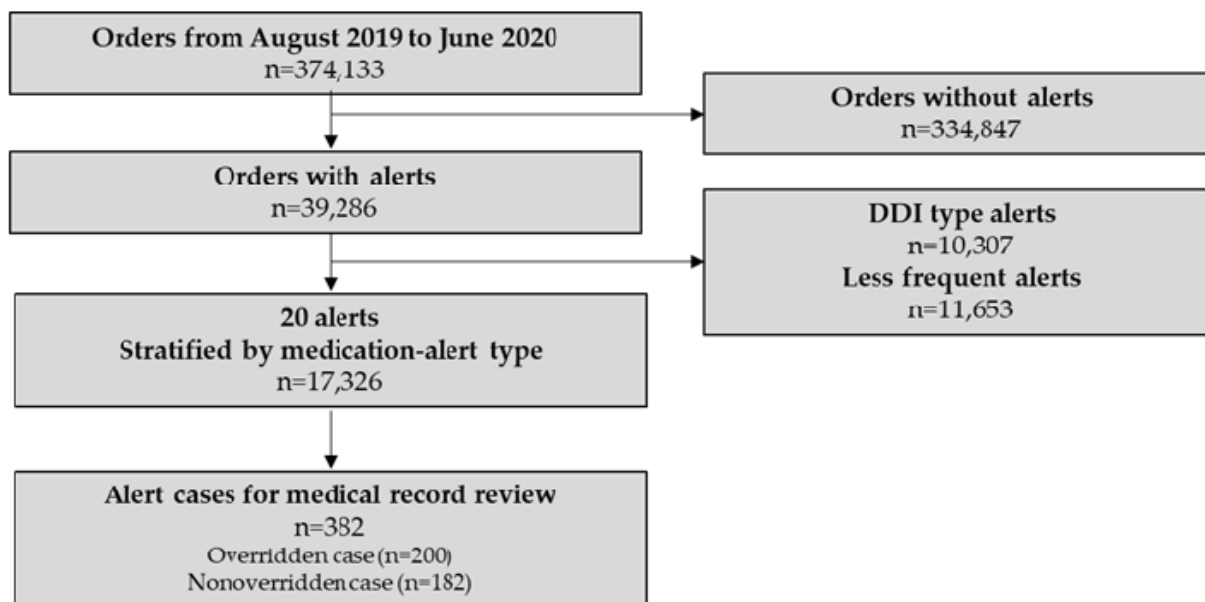 Orders from August 2019 to June 2020
n=374,133
Orders without alerts
n=334,847
Orders with alerts
n=39,286
DDI type alerts
n=10,307
Less frequent alerts
n=11,653
20 alerts
Stratified by medication-alert type
n=17,326
Alert cases for medical record review
n=382
Overridden case (n=200)
Nonoverridden case (n=182)